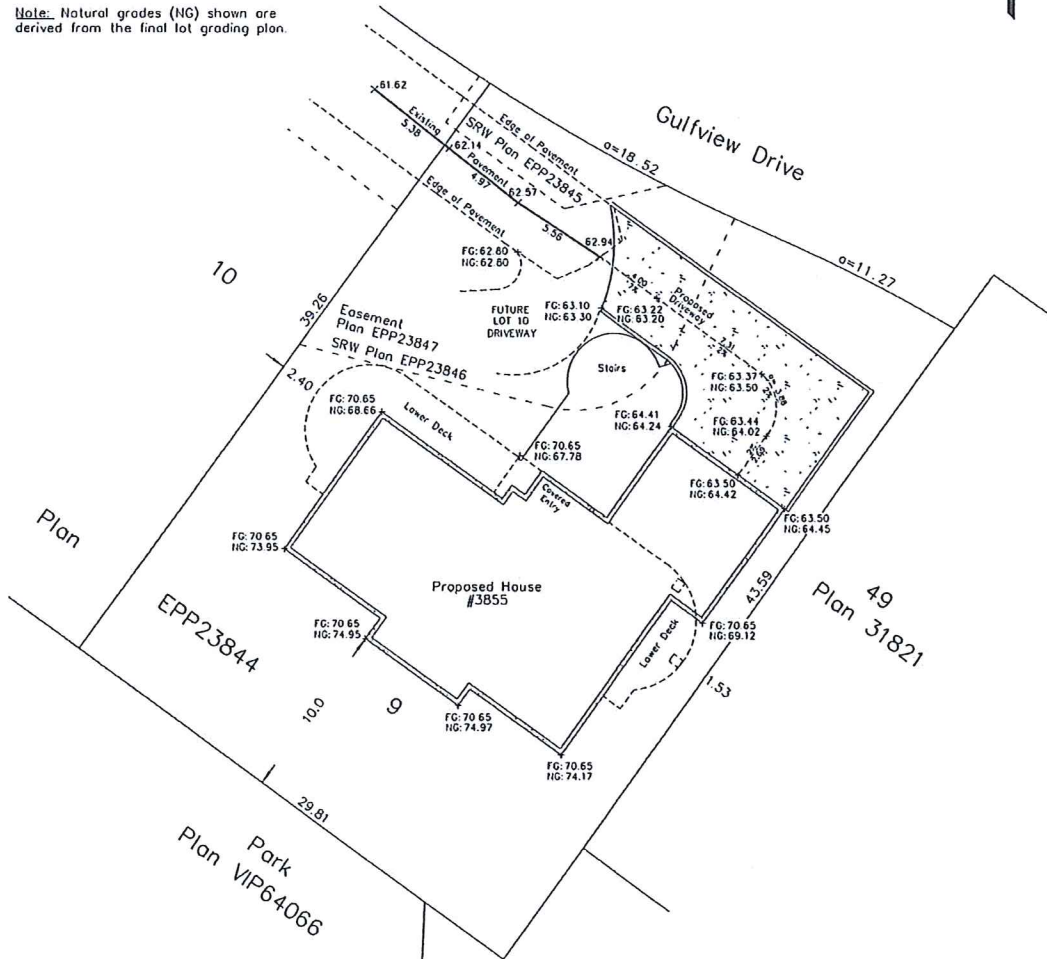 Note: Natural grades (NG) shown are
derived from the final lot grading plan.
Gulfview Drive
a=18.52
a=11.27
61.62
Existing
5.38
62.14
Pavement
4.97
62.57
5.56
62.94
Edge of Pavement
SRW Plan EPP23845
Edge of Pavement
FG: 62.80
NG: 62.80
FUTURE
LOT 10
DRIVEWAY
FG: 63.10
NG: 63.30
FG: 63.22
NG: 63.20
4.00
Proposed
Driveway
2.31
2%
FG: 63.37
NG: 63.50
FG: 63.44
NG: 64.02
10
39.26
Easement
Plan EPP23847
SRW Plan EPP23846
Stairs
2.40
FG: 70.65
NG: 68.66
Lower Deck
FG: 64.41
NG: 64.24
FG: 70.65
NG: 67.78
Covered
Entry
FG: 63.50
NG: 64.42
FG: 63.50
NG: 64.45
Plan
FG: 70.65
NG: 73.95
Proposed House
#3855
43.59
49
Plan 31821
EPP23844
FG: 70.65
NG: 74.95
Lower Deck
FG: 70.65
NG: 69.12
1.53
10.0
9
FG: 70.65
NG: 74.97
FG: 70.65
NG: 74.17
29.81
Park
Plan VIP64066